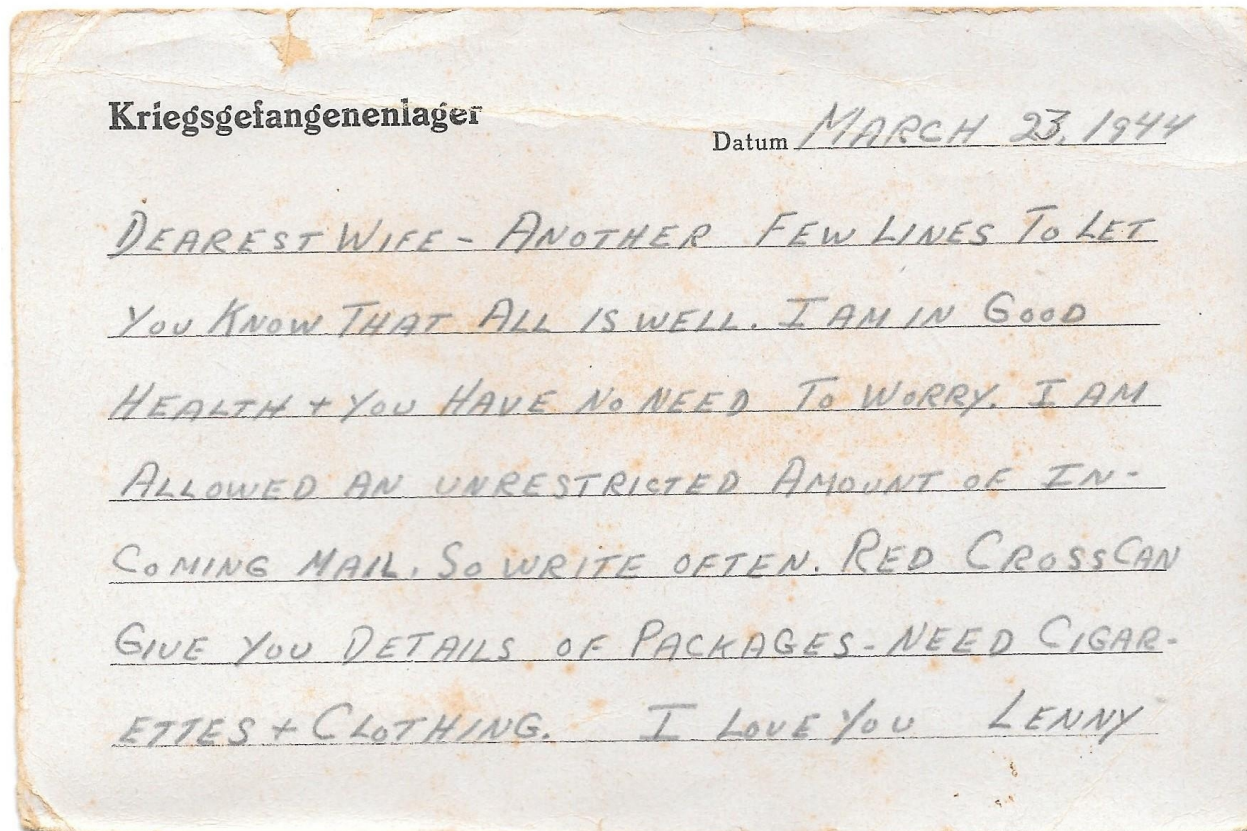 Kriegsgefangenenlager
Datum MARCH 23, 1944
DEAREST WIFE - ANOTHER FEW LINES TO LET
YOU KNOW THAT ALL IS WELL. I AM IN GOOD
HEALTH + YOU HAVE NO NEED TO WORRY. I AM
ALLOWED AN UNRESTRICTED AMOUNT OF IN-
COMING MAIL. SO WRITE OFTEN. RED CROSS CAN
GIVE YOU DETAILS OF PACKAGES - NEED CIGAR-
ETTES + CLOTHING. I LOVE YOU LENNY